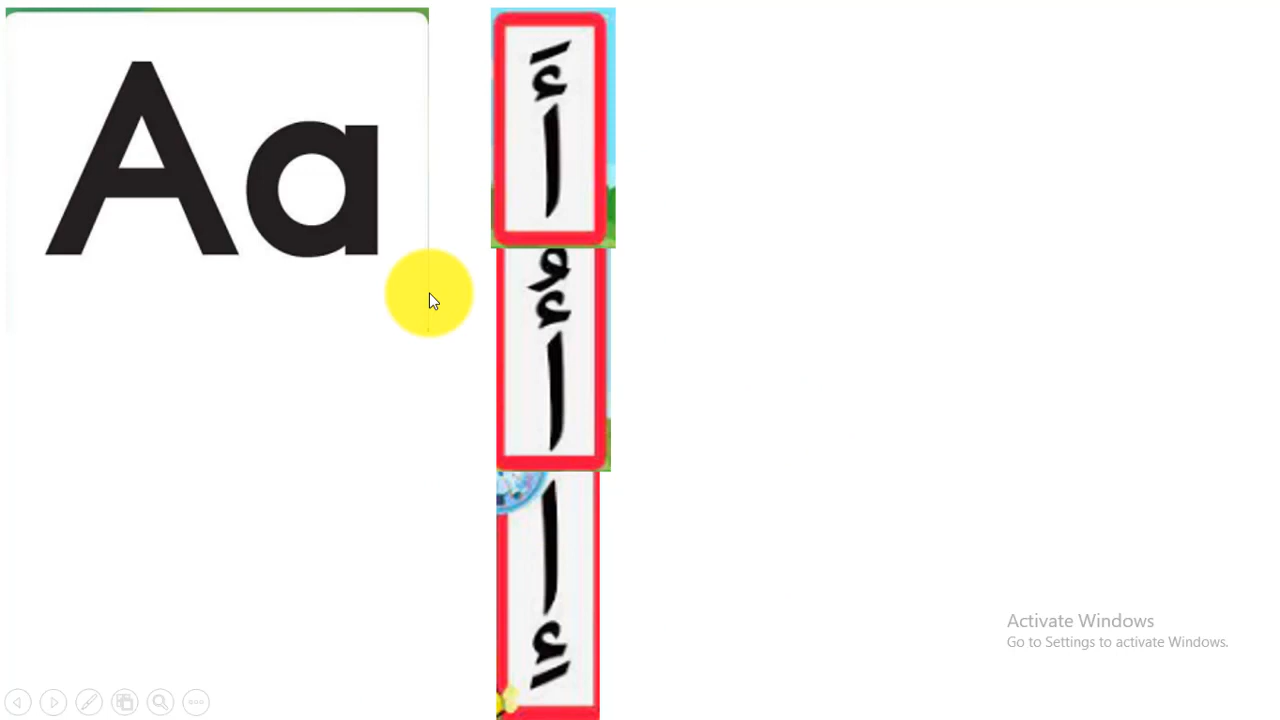 Aa
أَ
أُ
إِ
Activate Windows
Go to Settings to activate Windows.